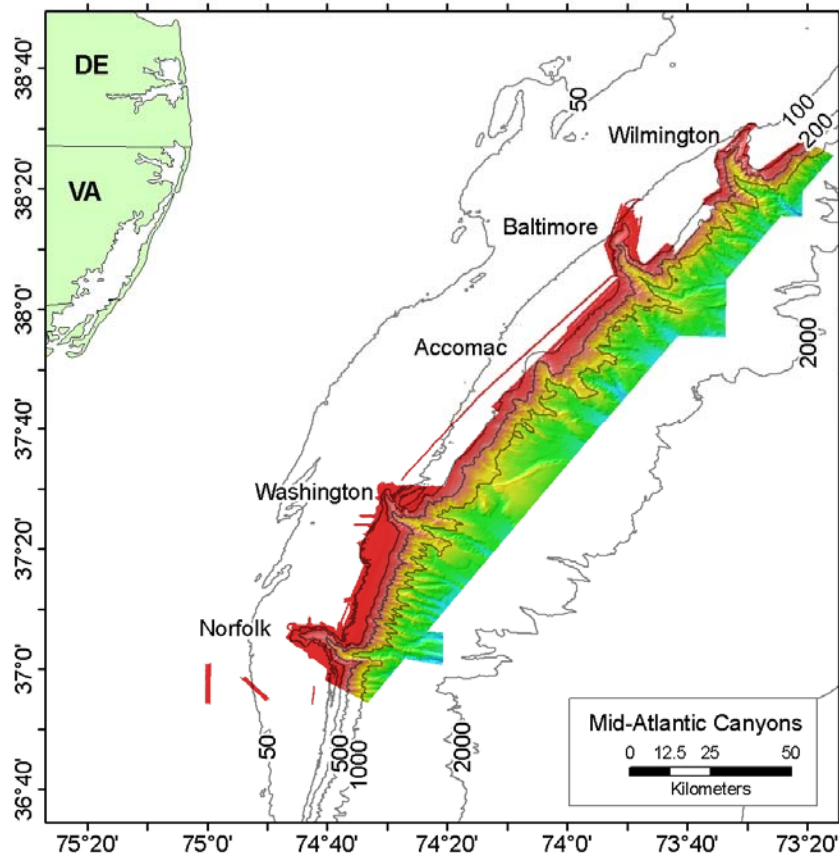 38°40'
38°20'
38°0'
37°40'
37°20'
37°0'
36°40'
DE
VA
50
100
200
Wilmington
Baltimore
Accomac
Washington
Norfolk
2000
50
500
1000
2000
Mid-Atlantic Canyons
0 12.5 25 50
Kilometers
75°20' 75°0' 74°40' 74°20' 74°0' 73°40' 73°20'